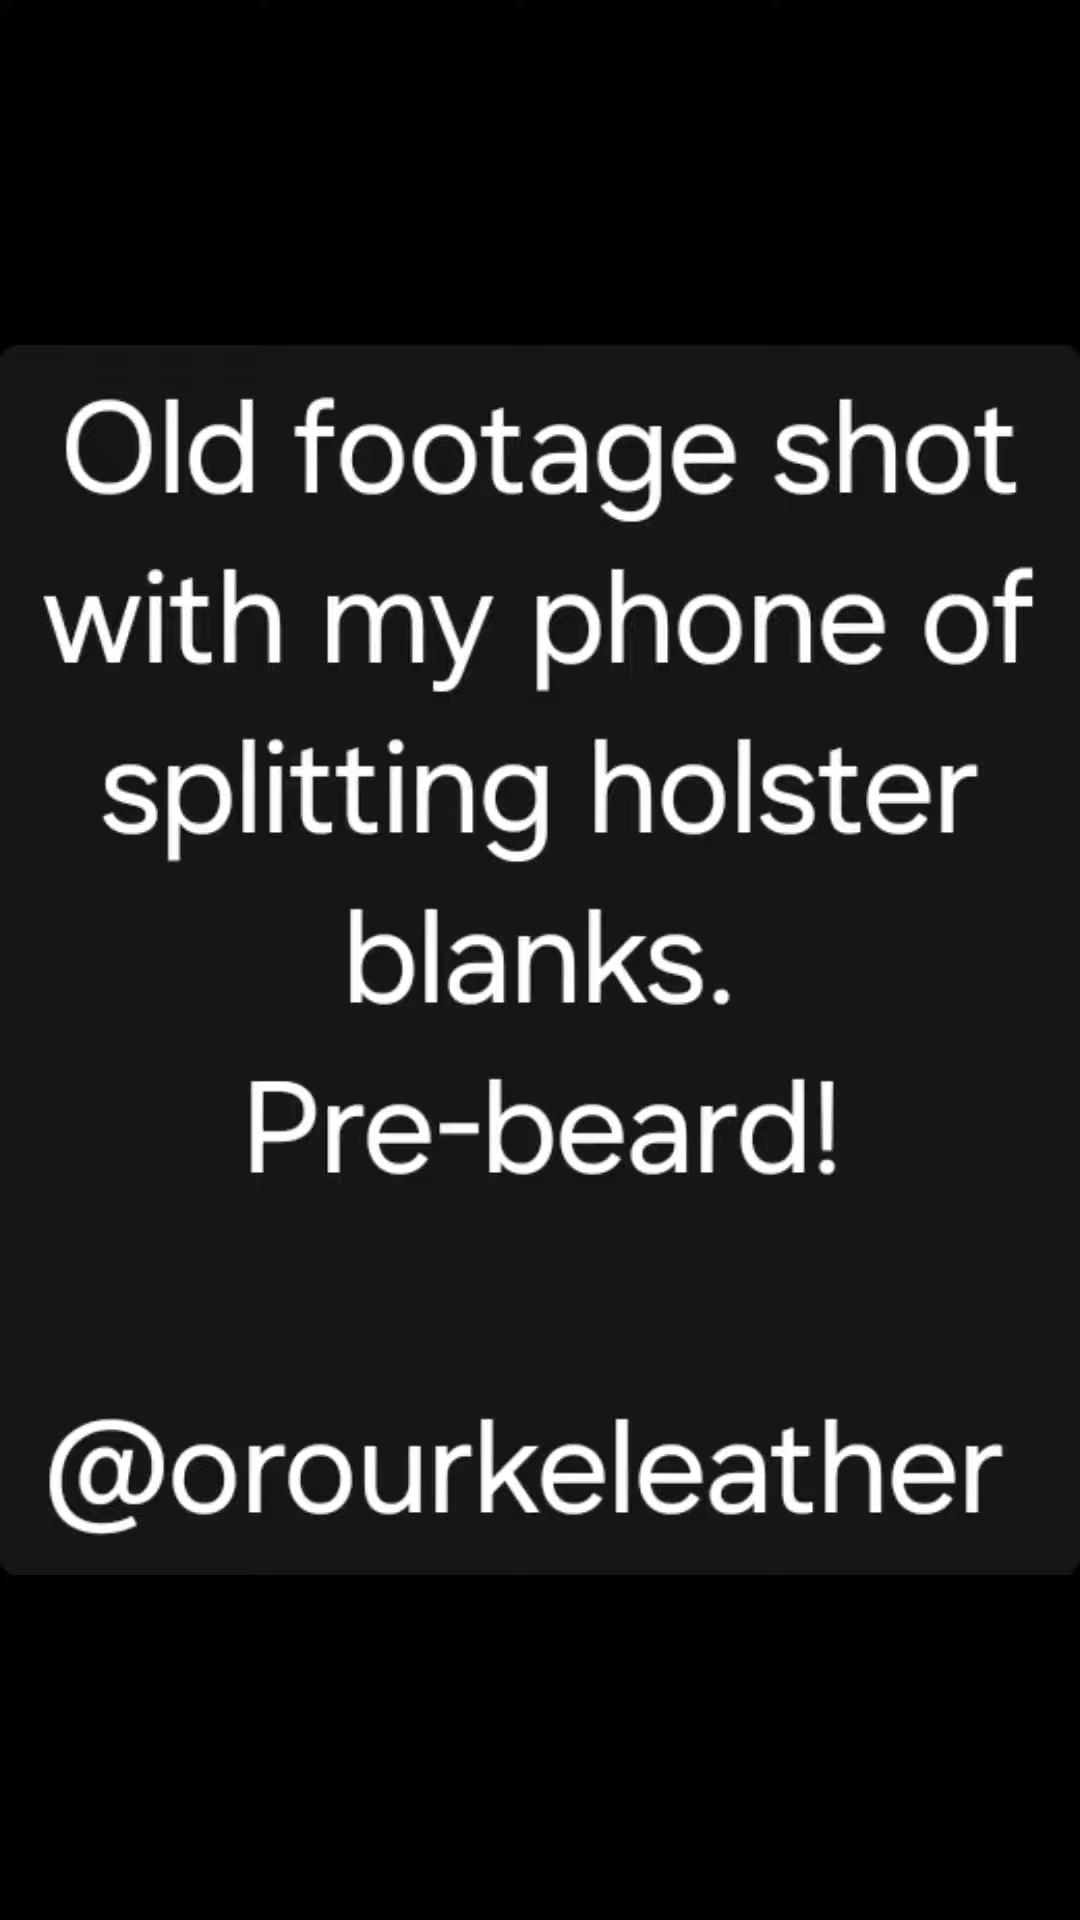 Old footage shot
with my phone of
splitting holster
blanks.
Pre-beard!
@orourkeleather